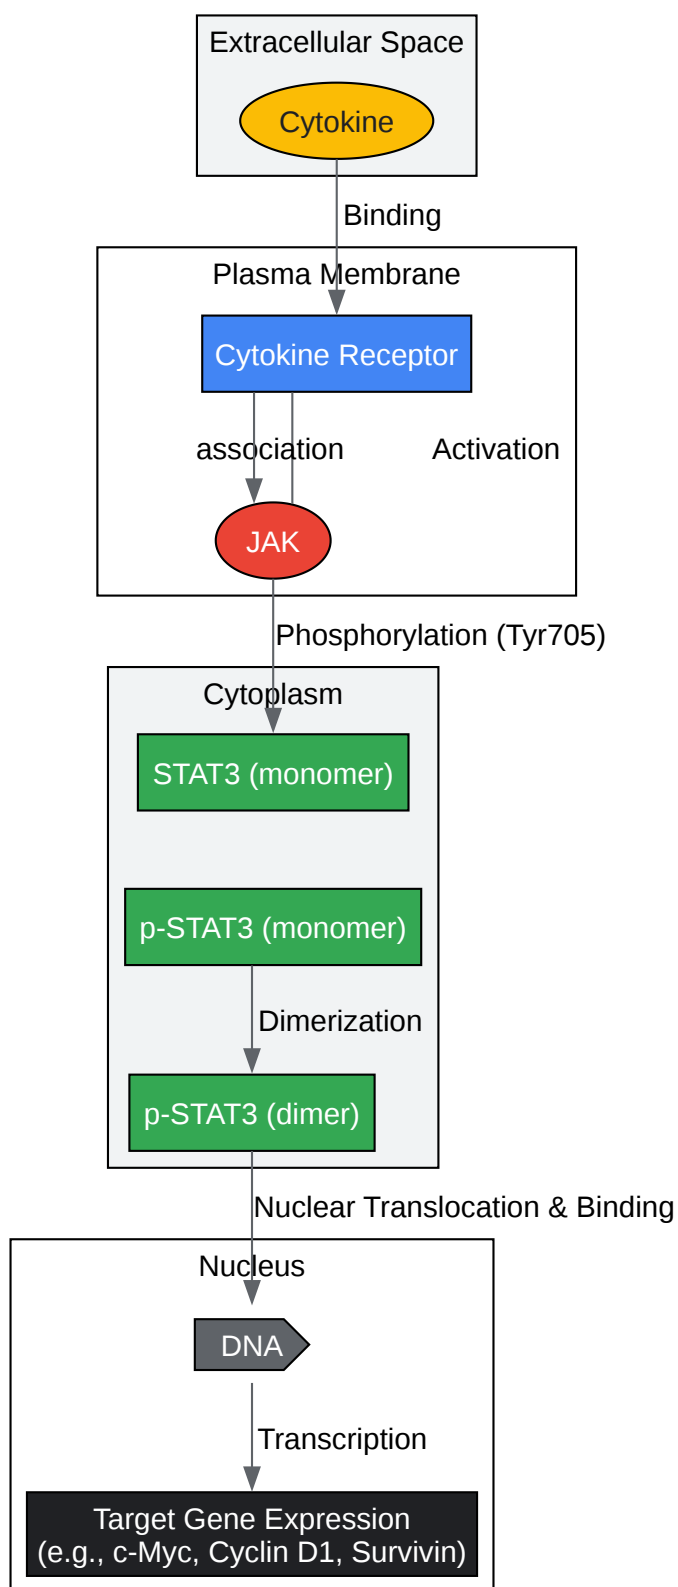 Extracellular Space
Cytokine
Binding
Plasma Membrane
Cytokine Receptor
association
Activation
JAK
Phosphorylation (Tyr705)
Cytoplasm
STAT3 (monomer)
p-STAT3 (monomer)
Dimerization
p-STAT3 (dimer)
Nuclear Translocation & Binding
Nucleus
DNA
Transcription
Target Gene Expression
(e.g., c-Myc, Cyclin D1, Survivin)